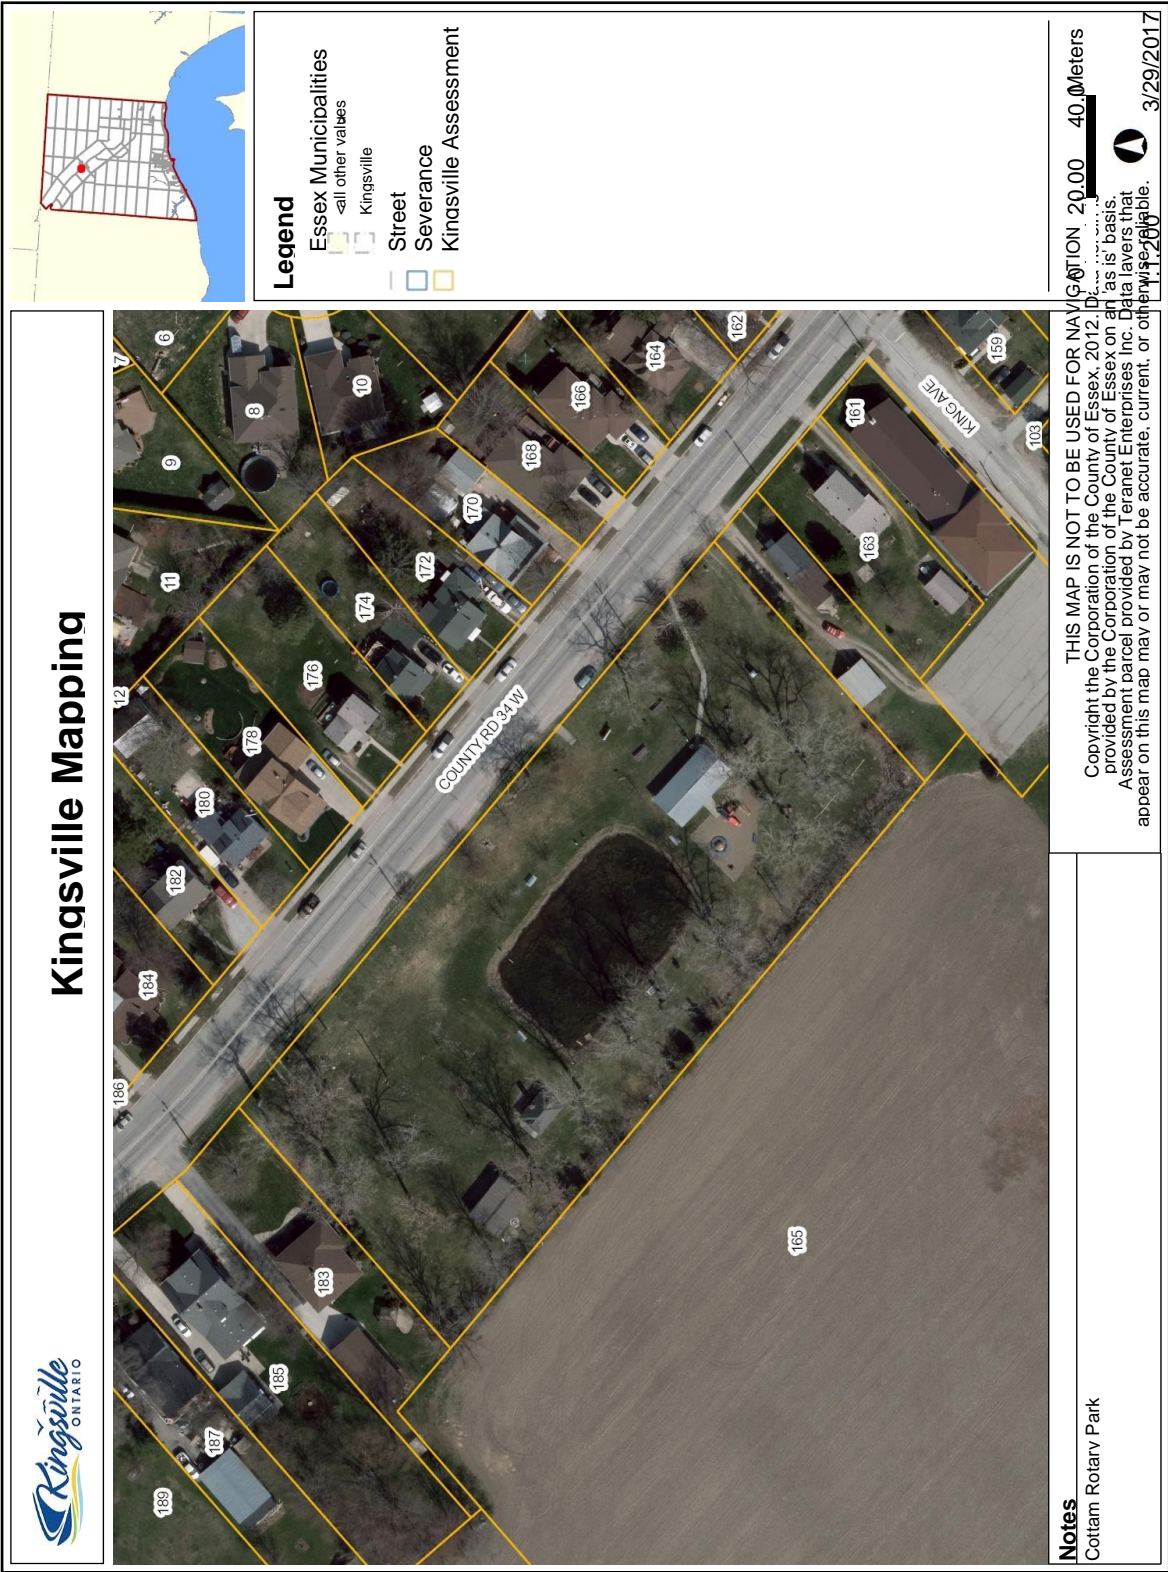 Kingsville
ONTARIO
Kingsville Mapping
Legend
Essex Municipalities
<all other values
Kingsville
Street
Severance
Kingsville Assessment
189
187
185
183
186
184
182
180
178
12
176
11
174
172
9
170
8
7
6
10
168
166
164
162
COUNTY RD 34 W
161
KING AVE
159
163
103
165
Notes
Cottam Rotary Park
THIS MAP IS NOT TO BE USED FOR NAVIGATION
Copyright the Corporation of the County of Essex, 2012.
provided by the Corporation of the County of Essex on an 'as is' basis.
Assessment parcel provided by Teranet Enterprises Inc. Data layers that
appear on this map may or may not be accurate, current, or otherwise reliable.
20.00 40.0 Meters
3/29/2017